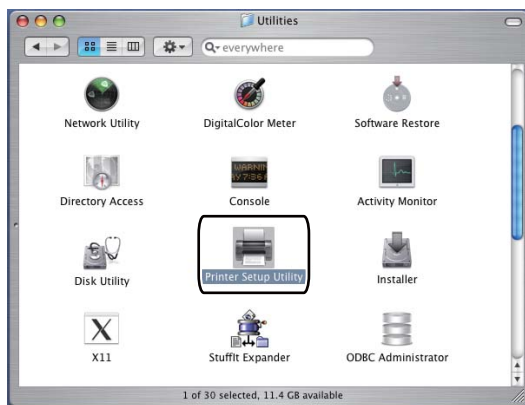 Utilities
everywhere
Network Utility
DigitalColor Meter
Software Restore
Directory Access
Console
Activity Monitor
Disk Utility
Printer Setup Utility
Installer
X11
StuffIt Expander
ODBC Administrator
1 of 30 selected, 11.4 GB available